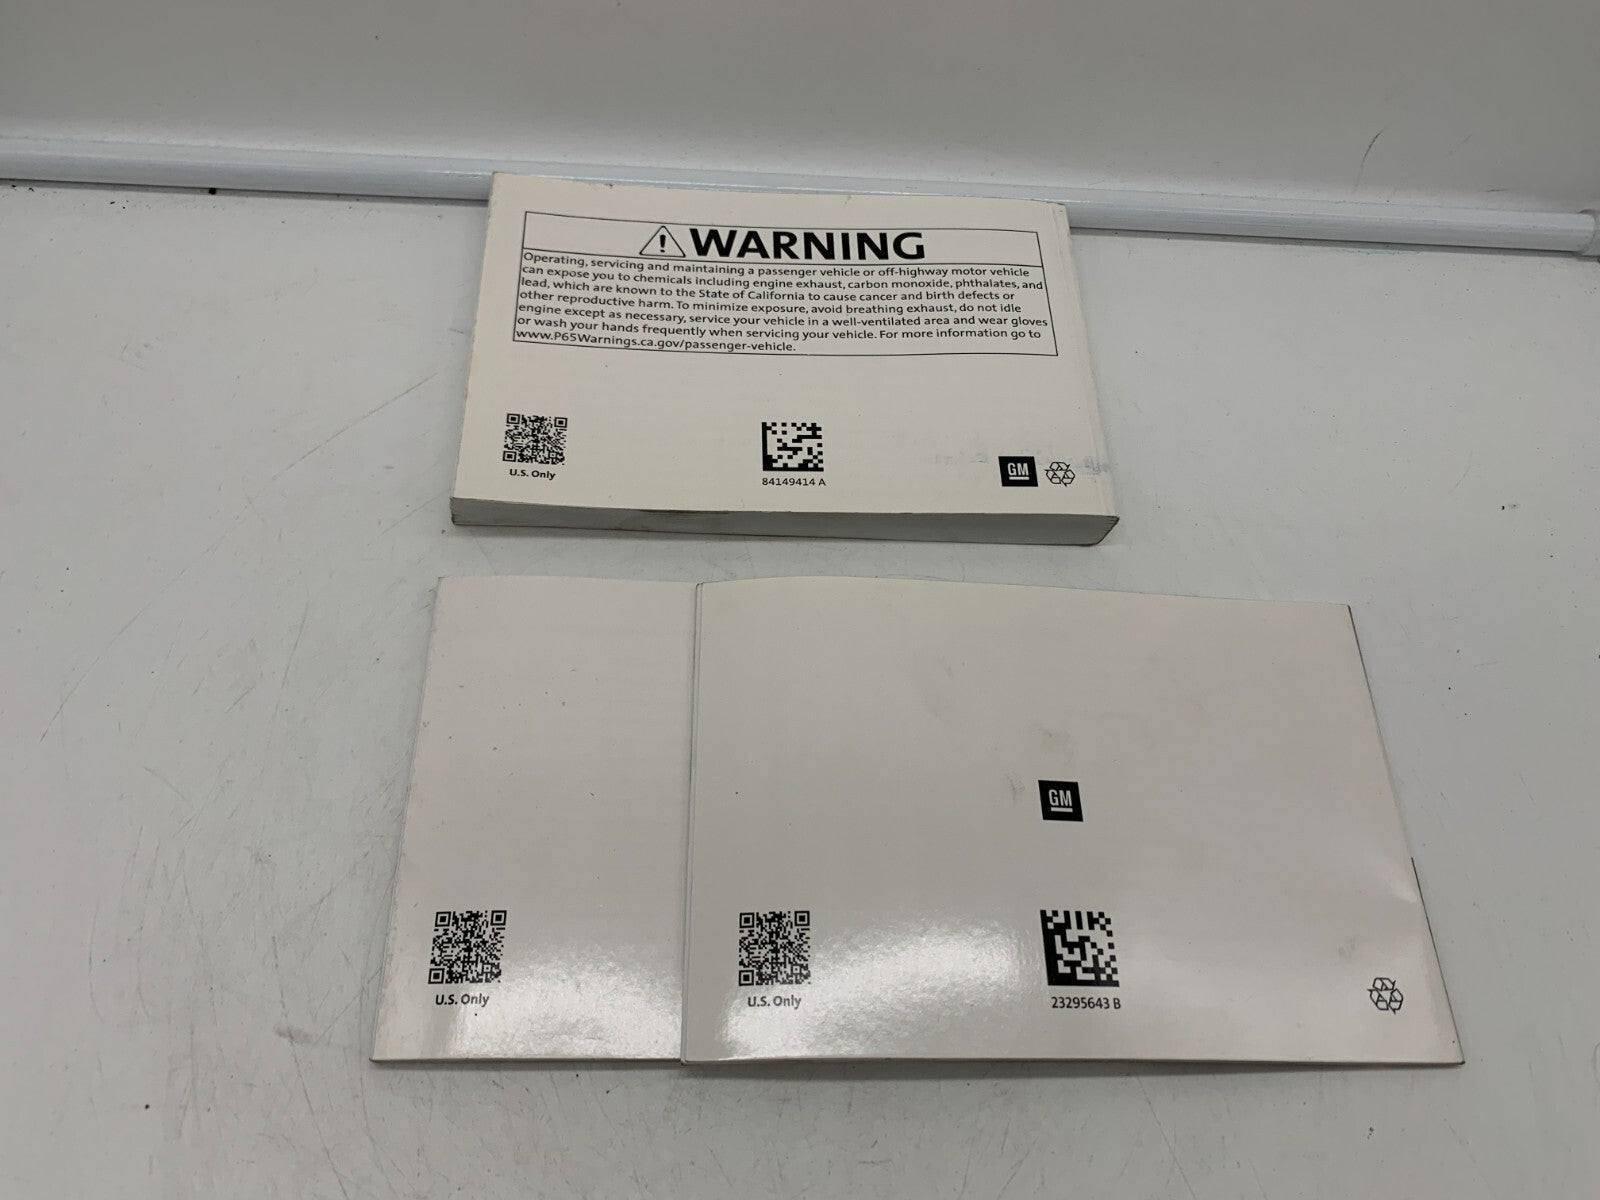 WARNING
Operating, servicing and maintaining a passenger vehicle or off-highway motor vehicle
can expose you to chemicals including engine exhaust, carbon monoxide, phthalates, and
lead, which are known to the State of California to cause cancer and birth defects or
other reproductive harm. To minimize exposure, avoid breathing exhaust, do not idle
engine except as necessary, service your vehicle in a well-ventilated area and wear gloves
or wash your hands frequently when servicing your vehicle. For more information go to
www.P65Warnings.ca.gov/passenger-vehicle.
U.S. Only
84149414 A
GM
GM
U.S. Only
U.S. Only
23295643 B